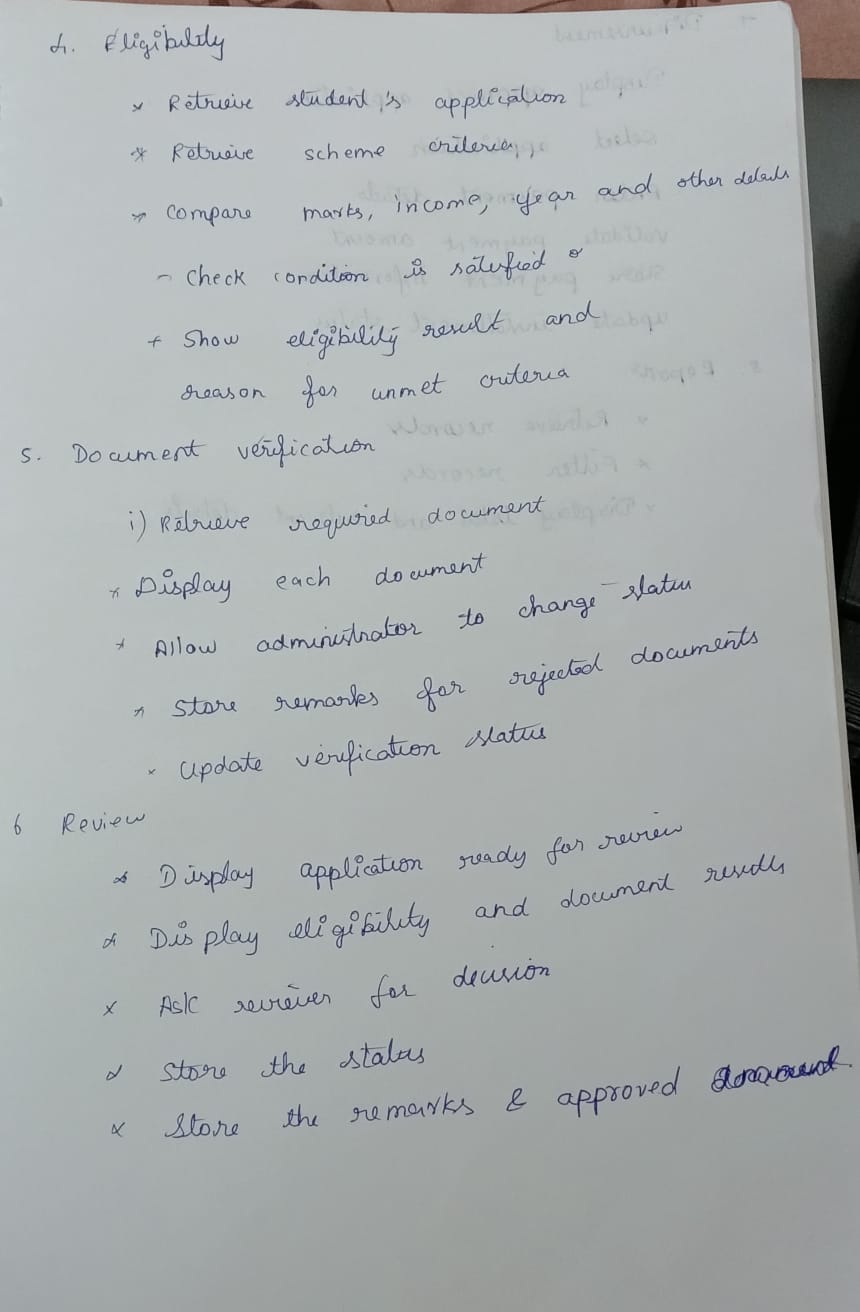 4. Eligibility
* Retrieve student's application
* Retrieve scheme criteria
* Compare marks, income, year and other details
- Check condition is satisfied
+ Show eligibility result and
reason for unmet criteria
5. Document verification
i) Retrieve required document
* Display each document
* Allow administrator to change status
* Store remarks for rejected documents
* Update verification status
6 Review
* Display application ready for review
* Display eligibility and document results
* Ask reviewer for decision
* Store the status
* Store the remarks & approved